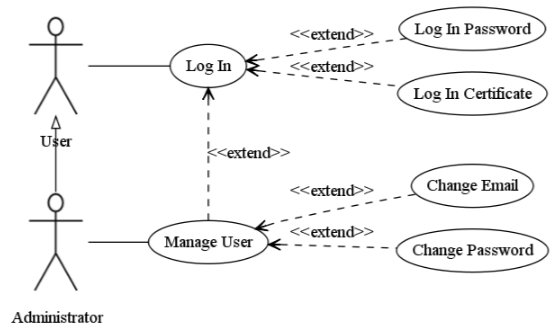 <<extend>>
Log In Password
Log In
<<extend>>
Log In Certificate
User
<<extend>>
<<extend>>
Change Email
Manage User
<<extend>>
Change Password
Administrator